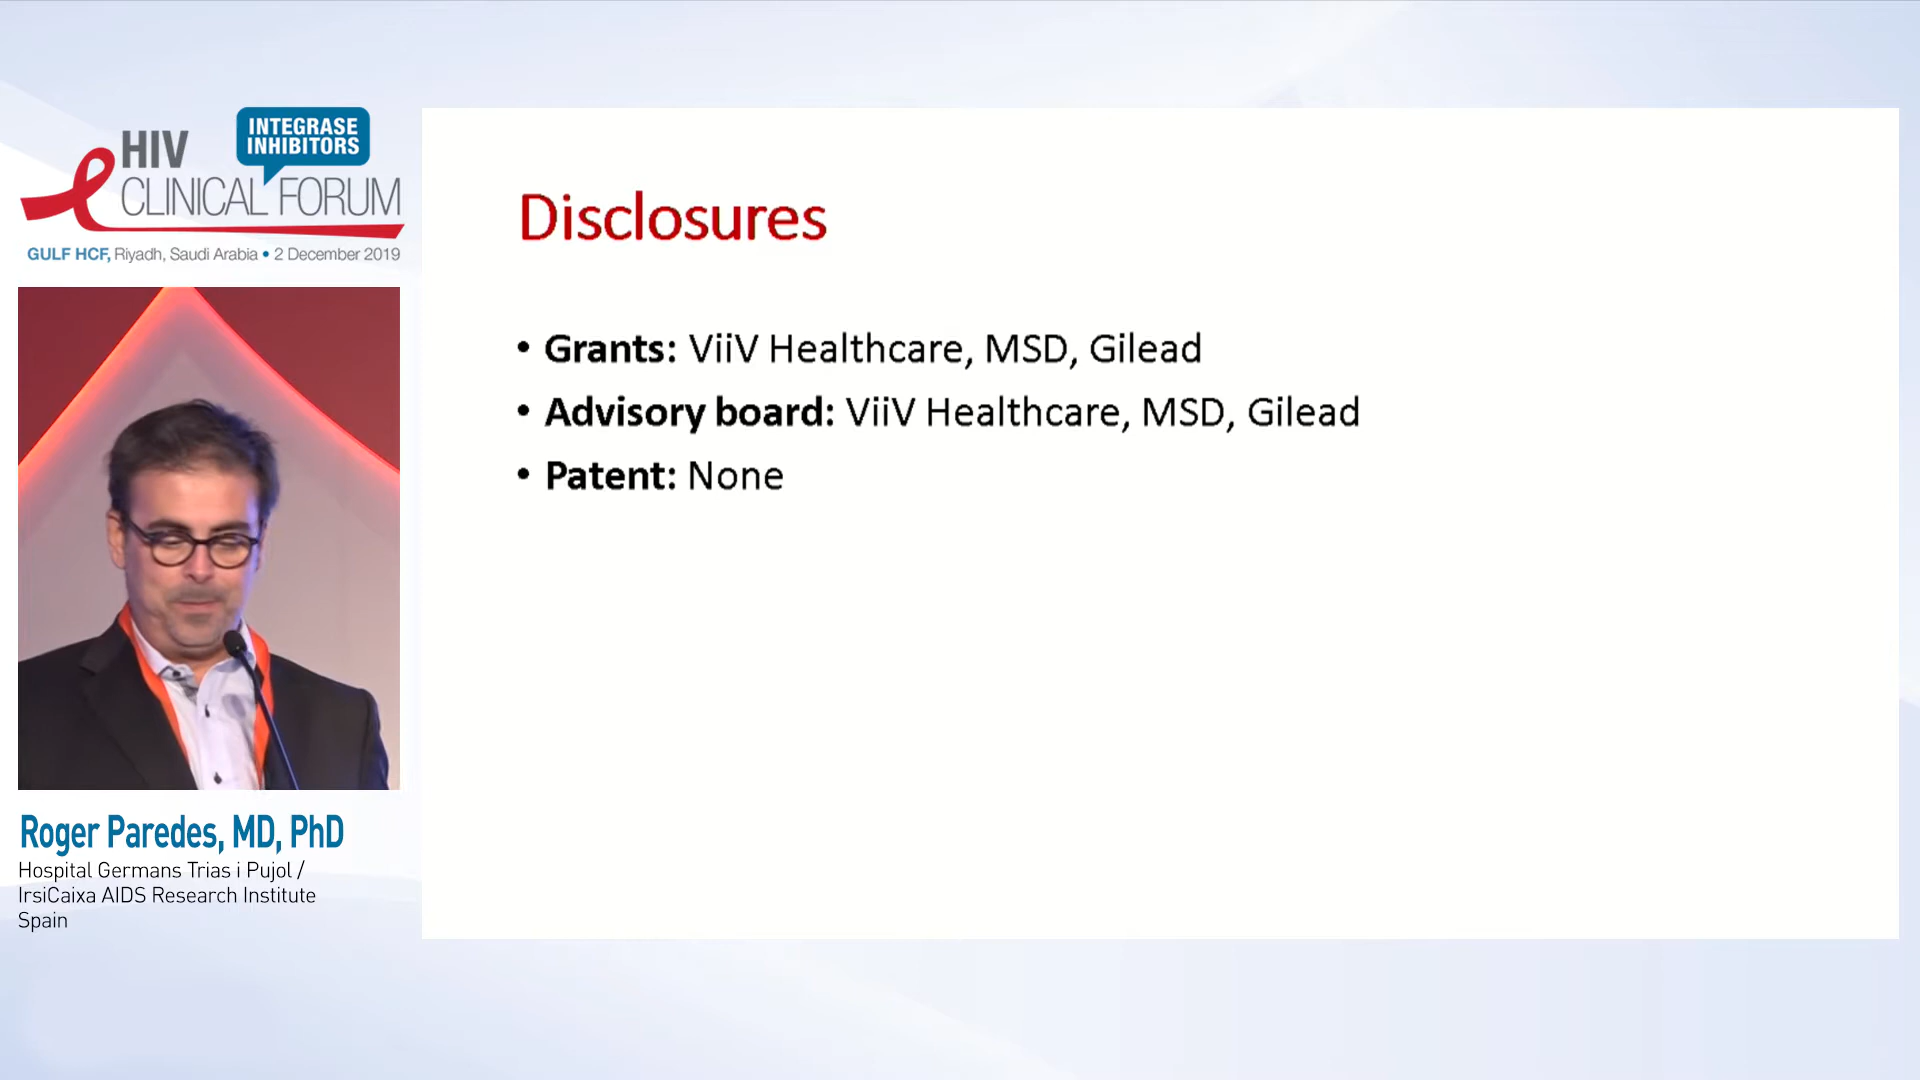 HIV
INTEGRASE
INHIBITORS
CLINICAL FORUM
GULF HCF, Riyadh, Saudi Arabia • 2 December 2019
Disclosures
• Grants: ViiV Healthcare, MSD, Gilead
• Advisory board: ViiV Healthcare, MSD, Gilead
• Patent: None
Roger Paredes, MD, PhD
Hospital Germans Trias i Pujol /
IrsiCaixa AIDS Research Institute
Spain